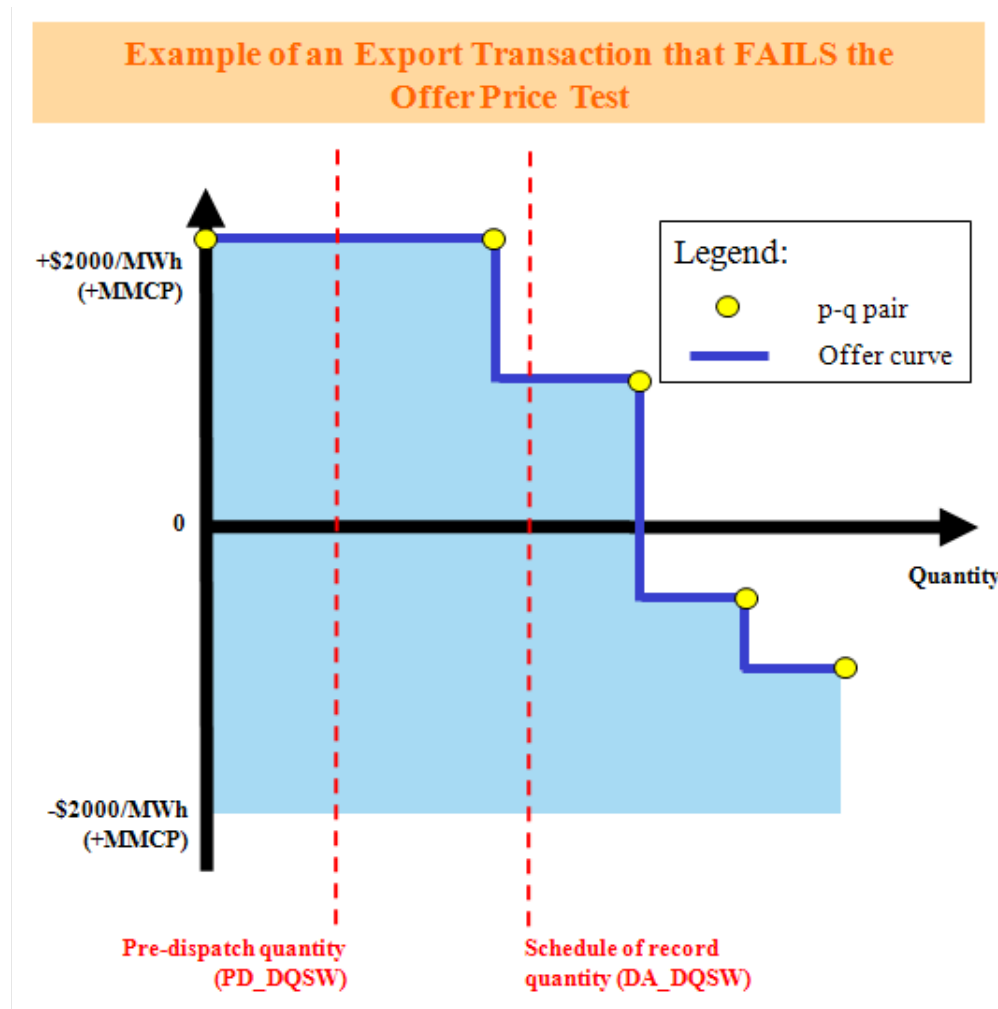 Example of an Export Transaction that FAILS the
Offer Price Test
+$2000/MWh
(+MMCP)
Legend:
p-q pair
Offer curve
0
Quantity
-$2000/MWh
(+MMCP)
Pre-dispatch quantity
(PD_DQSW)
Schedule of record
quantity (DA_DQSW)